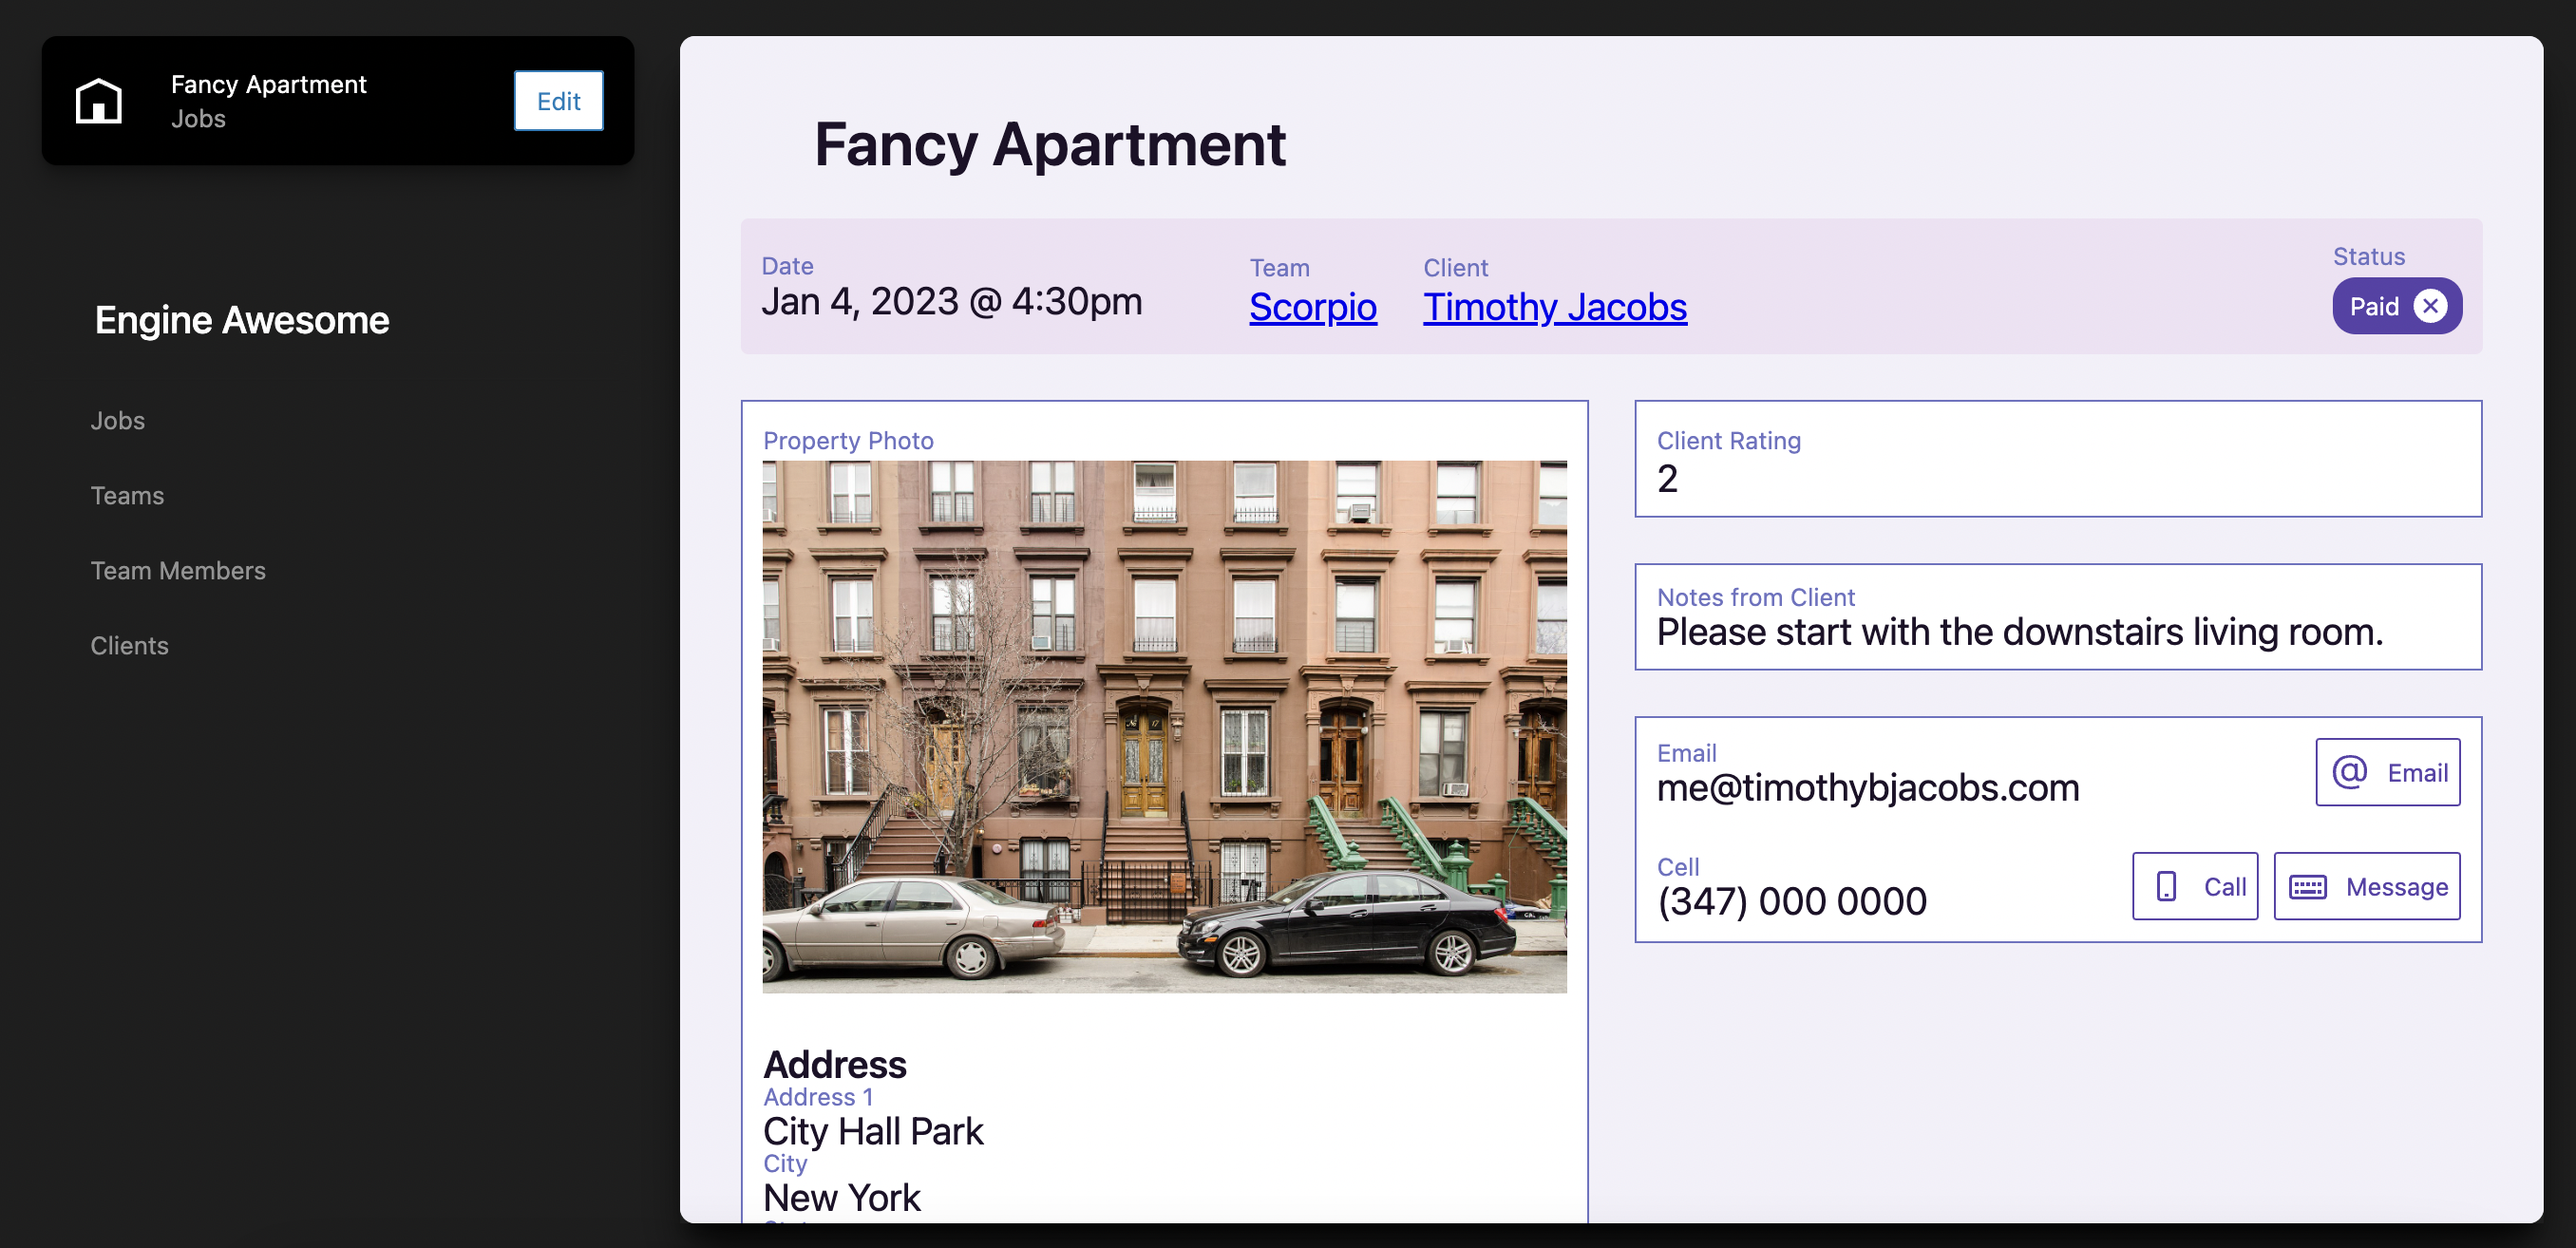 Fancy Apartment
Jobs
Edit
Engine Awesome
Jobs
Teams
Team Members
Clients
Fancy Apartment
Date
Jan 4, 2023 @ 4:30pm
Team
Scorpio
Client
Timothy Jacobs
Status
Paid
Property Photo
Address
Address 1
City Hall Park
City
New York
Client Rating
2
Notes from Client
Please start with the downstairs living room.
Email
me@timothybjacobs.com
@ Email
Cell
(347) 000 0000
Call
Message